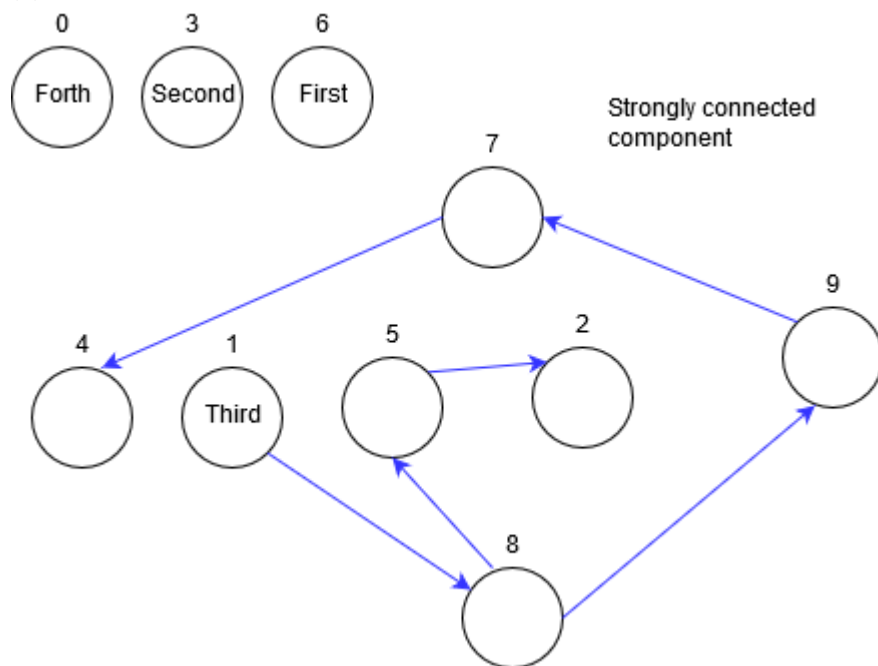 0 3 6
Forth Second First
Strongly connected
component
7
9
4 1 5 2
Third
8